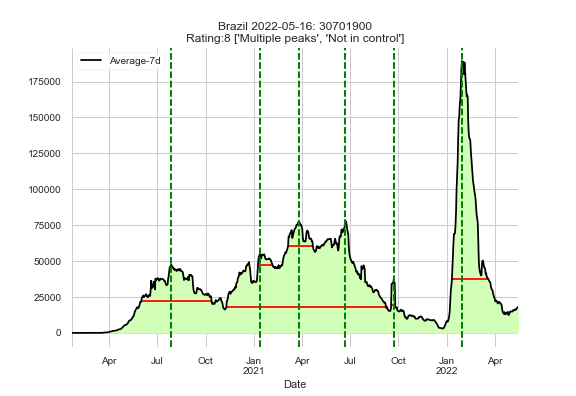 Brazil 2022-05-16: 30701900
Rating:8 ['Multiple peaks', 'Not in control']
Average-7d
175000
150000
125000
100000
75000
50000
25000
0
Apr Jul Oct Jan Apr Jul Oct Jan Apr
2021 2022
Date